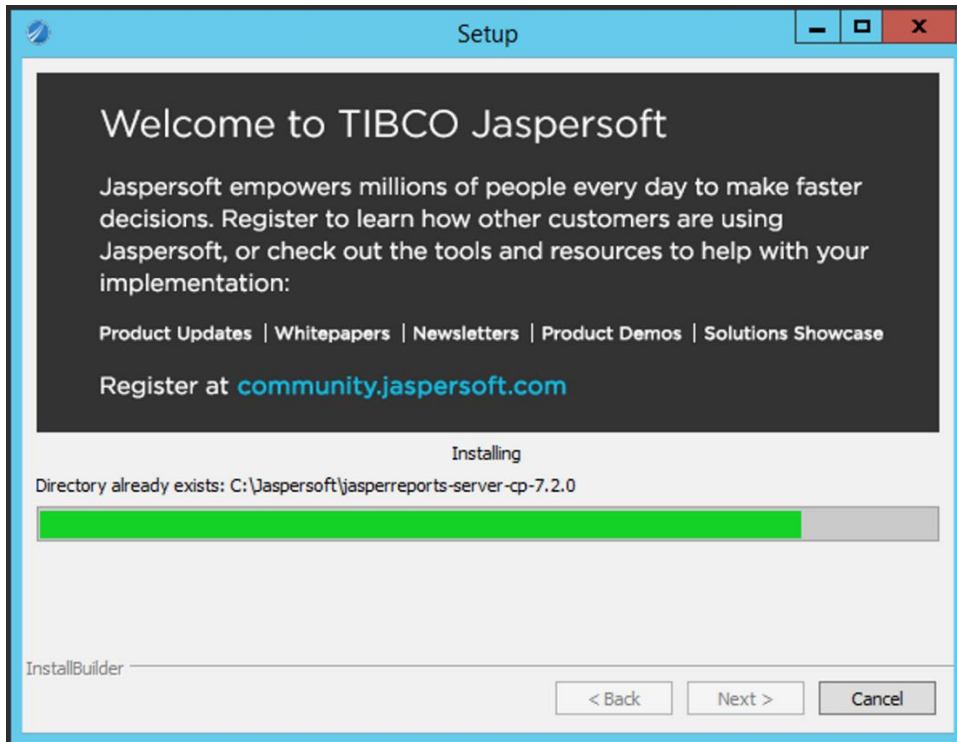 Setup
Welcome to TIBCO Jaspersoft
Jaspersoft empowers millions of people every day to make faster
decisions. Register to learn how other customers are using
Jaspersoft, or check out the tools and resources to help with your
implementation:
Product Updates | Whitepapers | Newsletters | Product Demos | Solutions Showcase
Register at community.jaspersoft.com
Installing
Directory already exists: C:\Jaspersoft\jasperreports-server-cp-7.2.0
InstallBuilder
< Back Next > Cancel